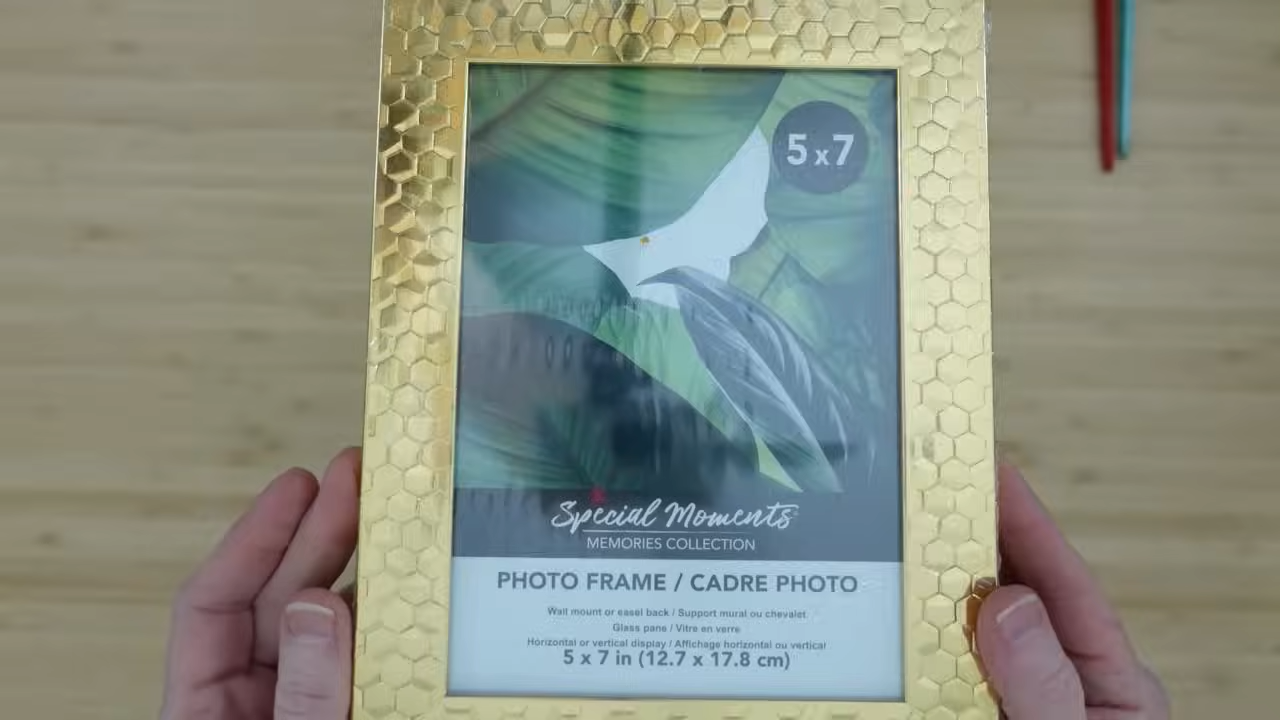 5 x 7
Special Moments
MEMORIES COLLECTION
PHOTO FRAME / CADRE PHOTO
Wall mount or easel back / Support mural ou chevalet
Glass pane / Vitre en verre
Horizontal or vertical display / Affichage horizontal ou vertical
5 x 7 in (12.7 x 17.8 cm)